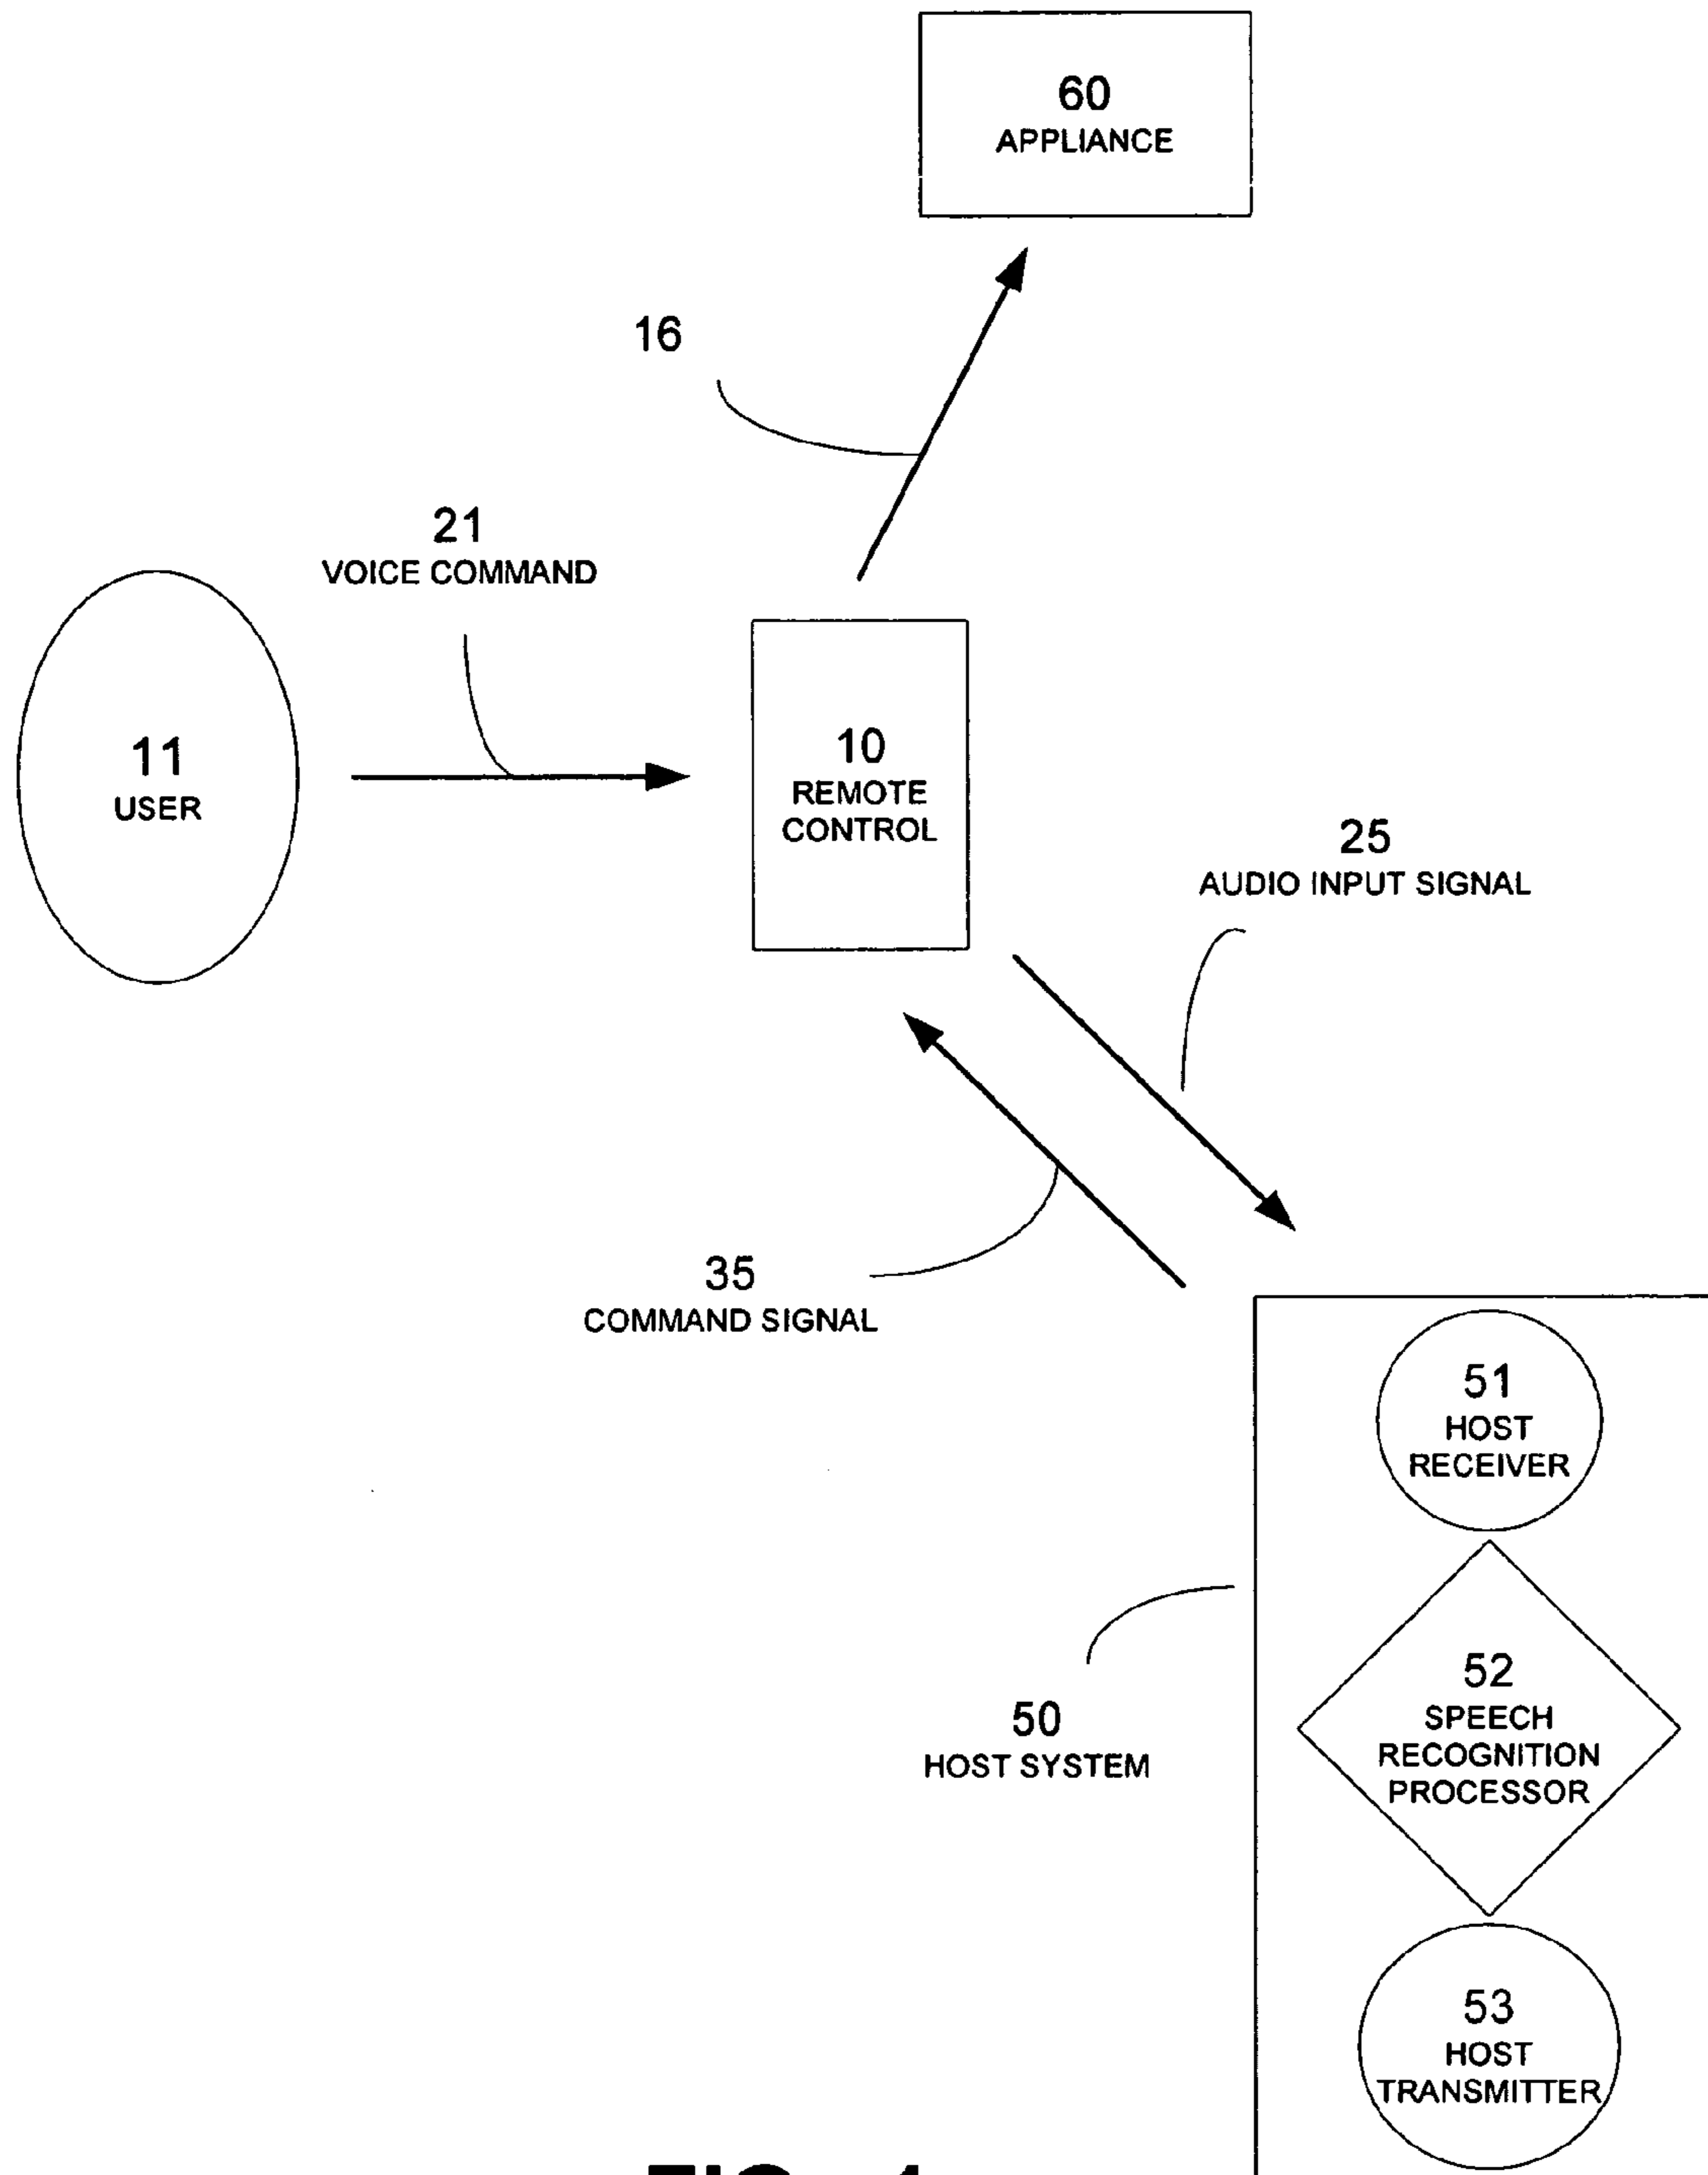 60
APPLIANCE
16
21
VOICE COMMAND
11
USER
10
REMOTE
CONTROL
25
AUDIO INPUT SIGNAL
35
COMMAND SIGNAL
51
HOST
RECEIVER
52
SPEECH
RECOGNITION
PROCESSOR
50
HOST SYSTEM
53
HOST
TRANSMITTER